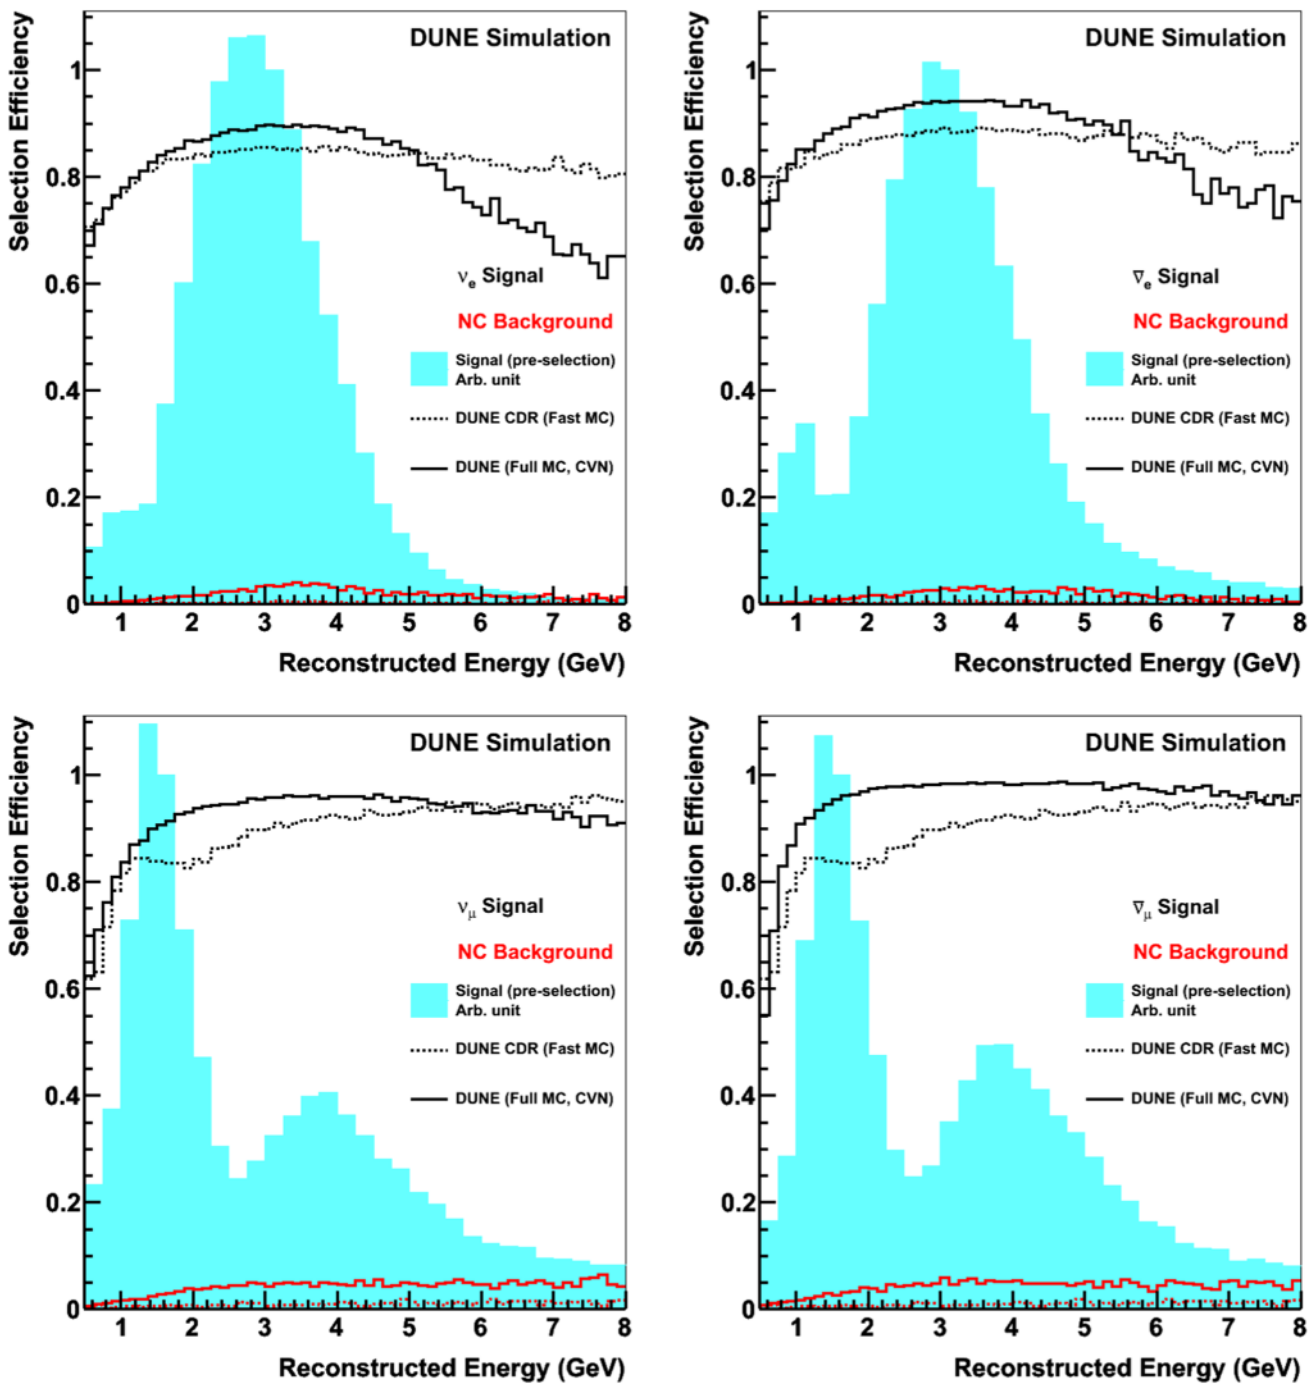 DUNE Simulation
Selection Efficiency
1
0.8
0.6
0.4
0.2
0
νe Signal
NC Background
Signal (pre-selection)
Arb. unit
DUNE CDR (Fast MC)
DUNE (Full MC, CVN)
1 2 3 4 5 6 7 8
Reconstructed Energy (GeV)
DUNE Simulation
Selection Efficiency
1
0.8
0.6
0.4
0.2
0
ν̅e Signal
NC Background
Signal (pre-selection)
Arb. unit
DUNE CDR (Fast MC)
DUNE (Full MC, CVN)
1 2 3 4 5 6 7 8
Reconstructed Energy (GeV)
DUNE Simulation
Selection Efficiency
1
0.8
0.6
0.4
0.2
0
νμ Signal
NC Background
Signal (pre-selection)
Arb. unit
DUNE CDR (Fast MC)
DUNE (Full MC, CVN)
1 2 3 4 5 6 7 8
Reconstructed Energy (GeV)
DUNE Simulation
Selection Efficiency
1
0.8
0.6
0.4
0.2
0
ν̅μ Signal
NC Background
Signal (pre-selection)
Arb. unit
DUNE CDR (Fast MC)
DUNE (Full MC, CVN)
1 2 3 4 5 6 7 8
Reconstructed Energy (GeV)